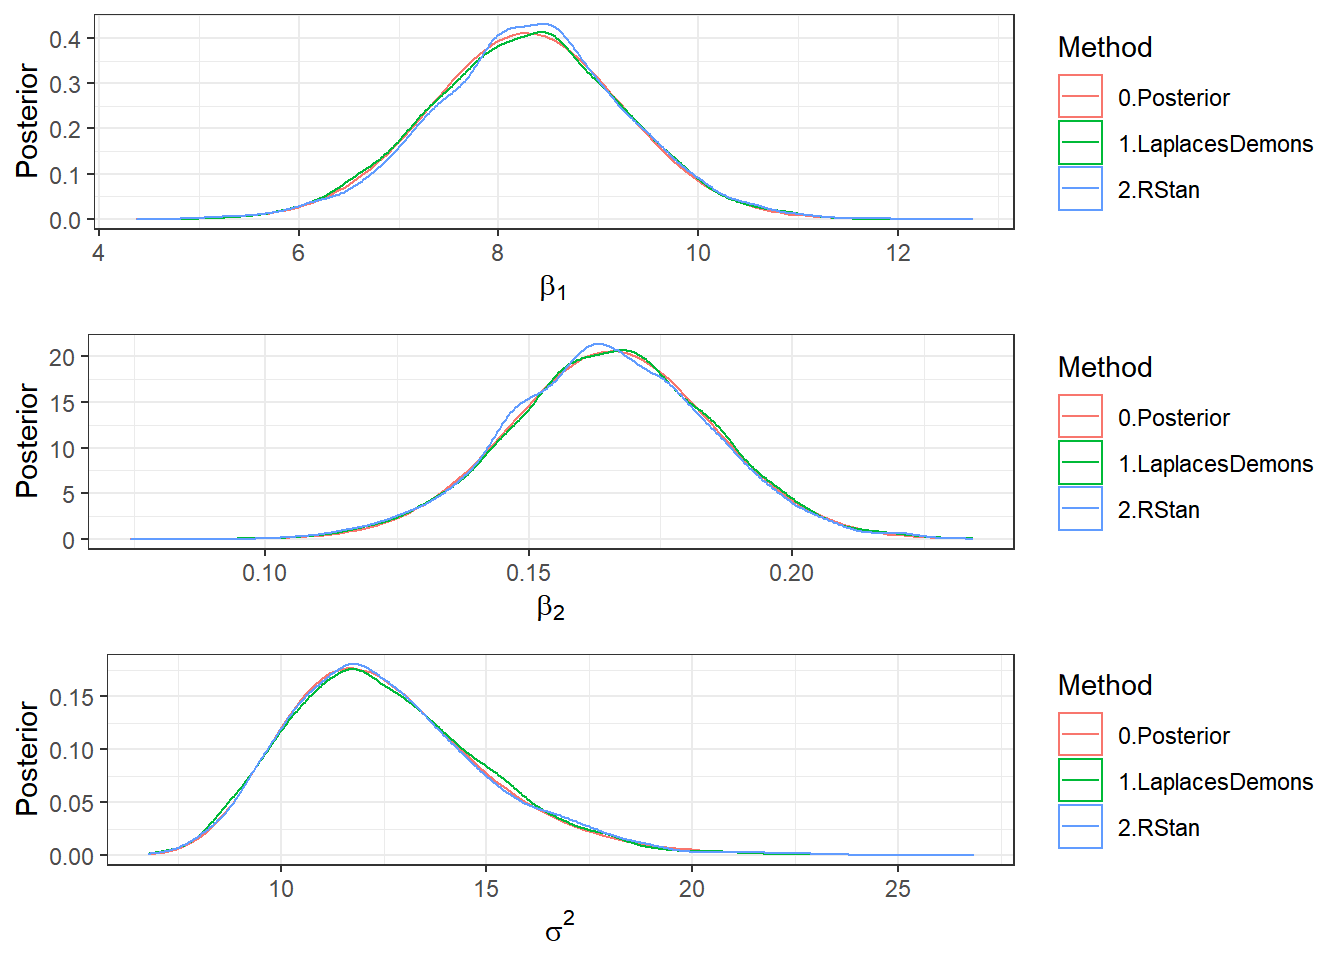 Posterior
0.4
0.3
0.2
0.1
0.0
4 6 8 10 12
β1
Method
0.Posterior
1.LaplacesDemons
2.RStan
Posterior
20
15
10
5
0
0.10 0.15 0.20
β2
Method
0.Posterior
1.LaplacesDemons
2.RStan
Posterior
0.15
0.10
0.05
0.00
10 15 20 25
σ2
Method
0.Posterior
1.LaplacesDemons
2.RStan